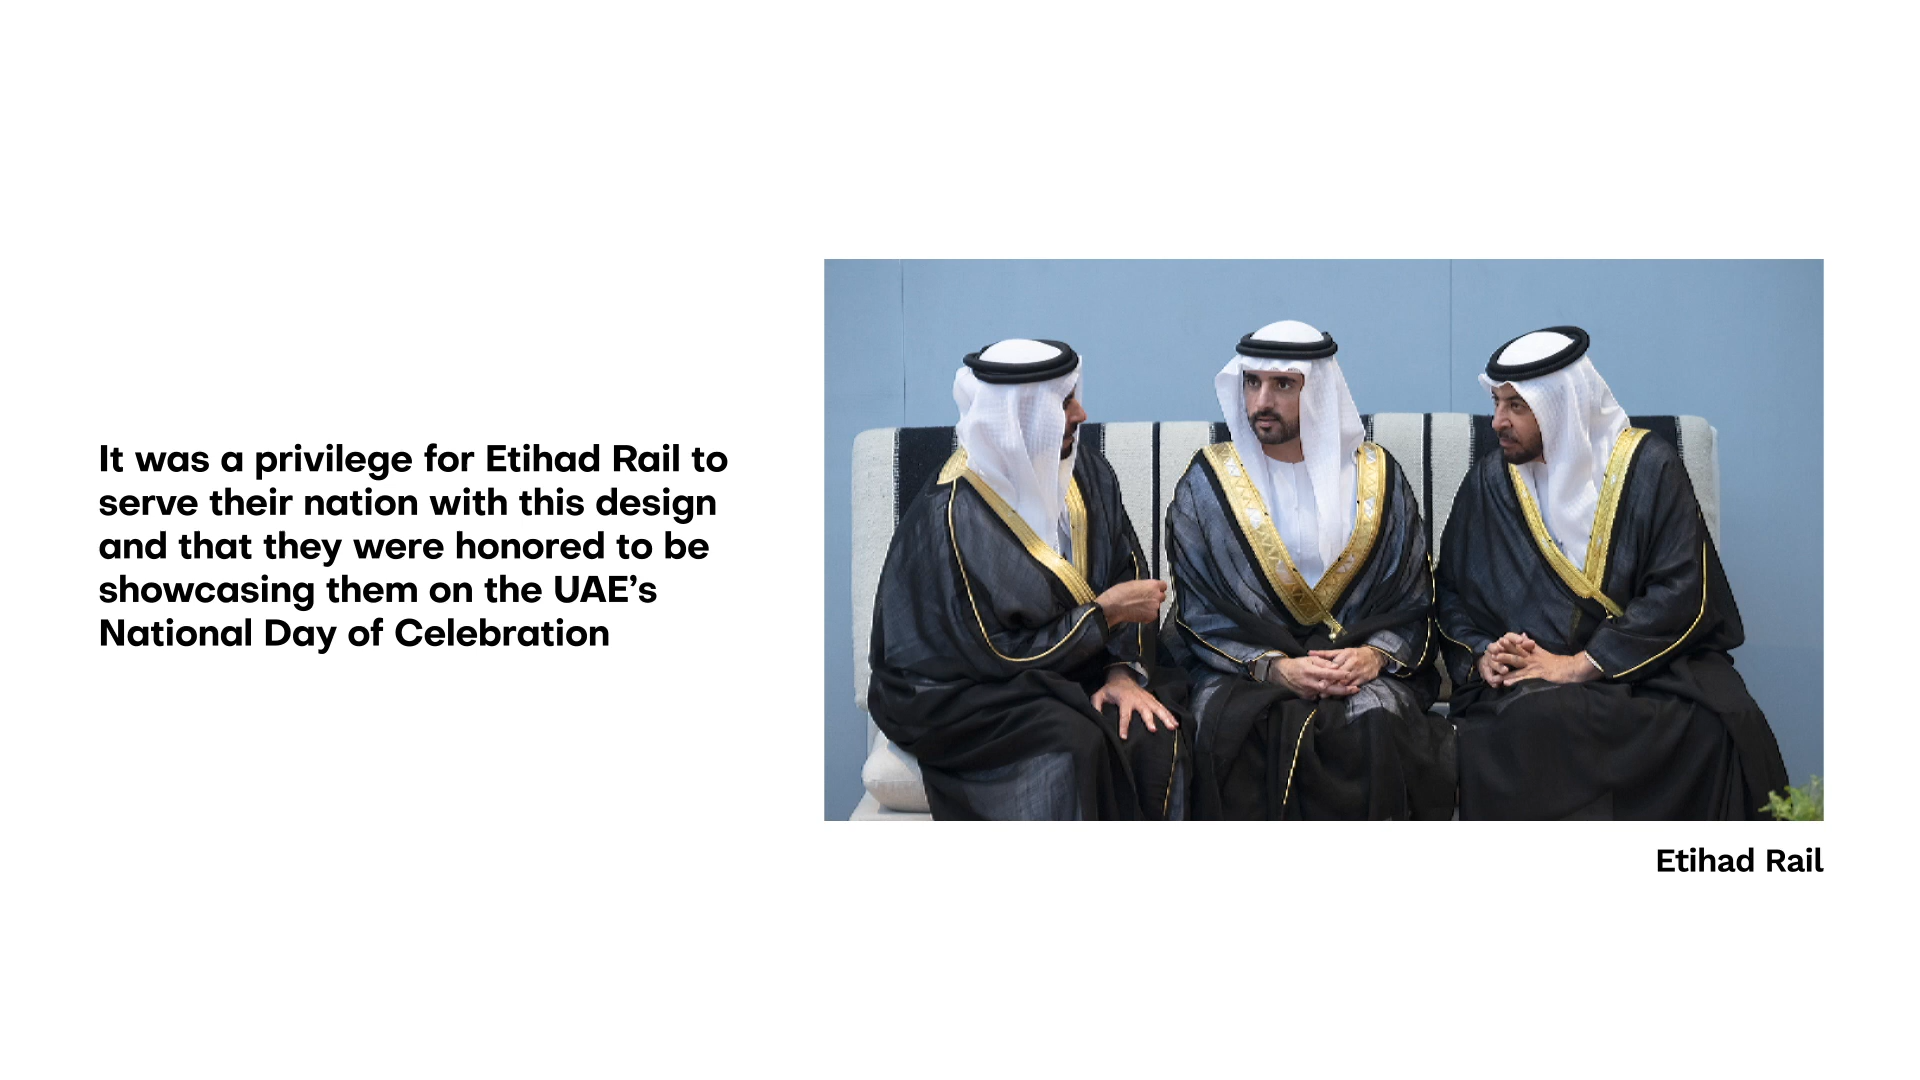 It was a privilege for Etihad Rail to
serve their nation with this design
and that they were honored to be
showcasing them on the UAE’s
National Day of Celebration
Etihad Rail